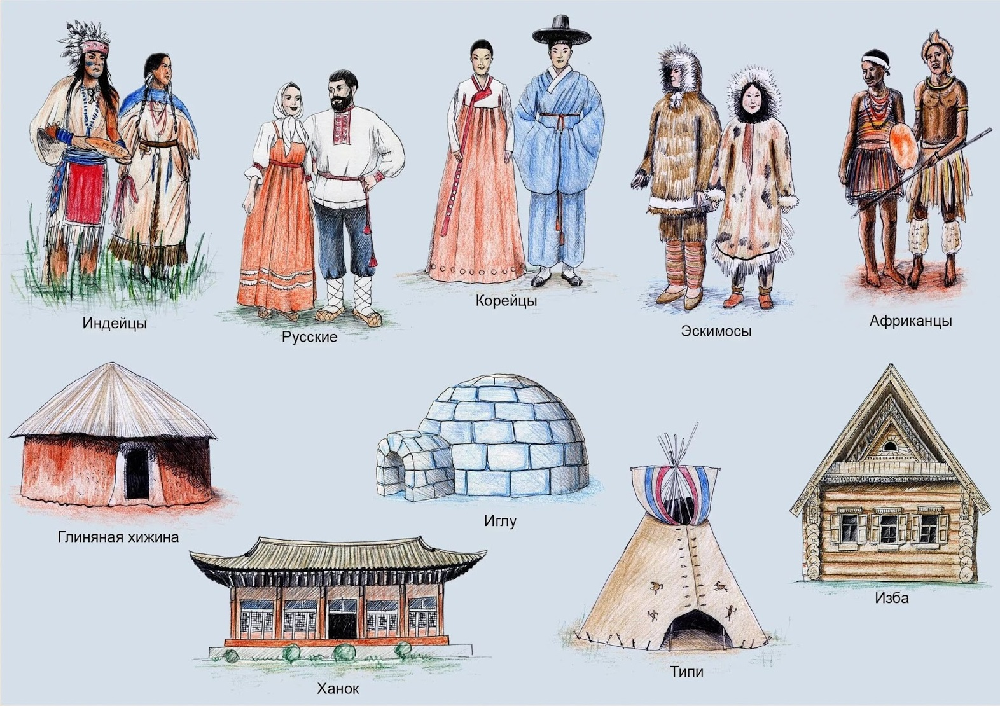 Индейцы
Русские
Корейцы
Эскимосы
Африканцы
Глиняная хижина
Иглу
Ханок
Типи
Изба